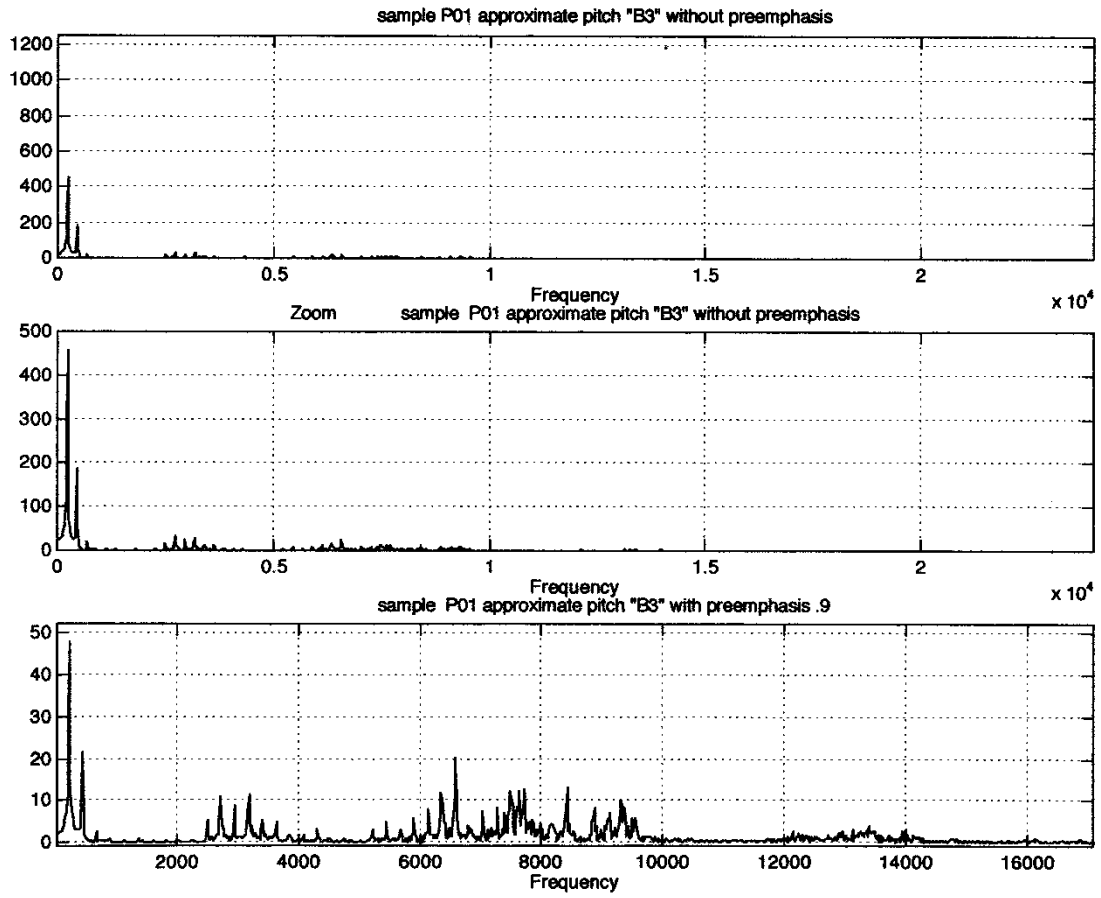 sample P01 approximate pitch "B3" without preemphasis
1200
1000
800
600
400
200
0
0 0.5 1 1.5 2
Frequency
x 10^4
Zoom sample P01 approximate pitch "B3" without preemphasis
500
400
300
200
100
0
0 0.5 1 1.5 2
Frequency
x 10^4
sample P01 approximate pitch "B3" with preemphasis .9
50
40
30
20
10
0
2000 4000 6000 8000 10000 12000 14000 16000
Frequency